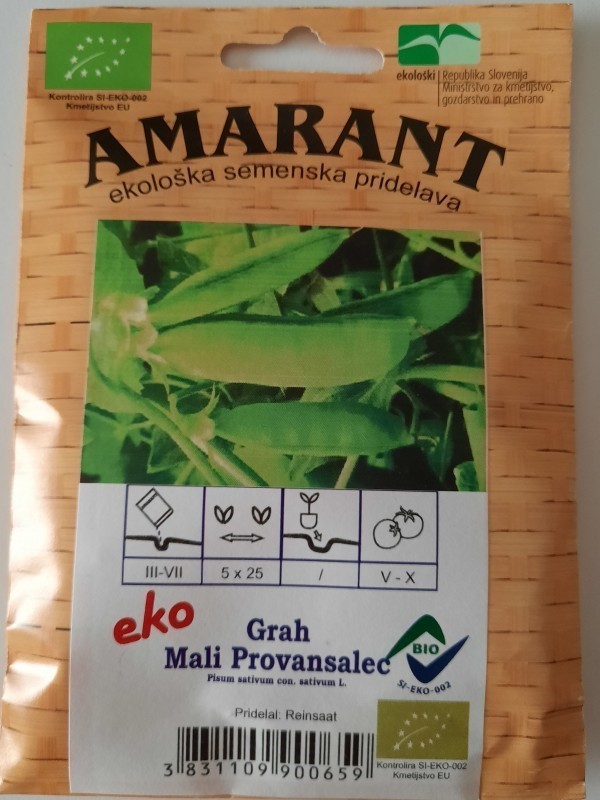 Kontrolira SI-EKO-002
Kmetijstvo EU
ekološki
Republika Slovenija
Ministrstvo za kmetijstvo,
gozdarstvo in prehrano
AMARANT
ekološka semenska pridelava
III-VII
5 x 25
/
V - X
eko
Grah
Mali Provansalec
Pisum sativum con. sativum L.
BIO
SI-EKO-002
Pridelal: Reinsaat
3 831109 900659
Kontrolira SI-EKO-002
Kmetijstvo EU